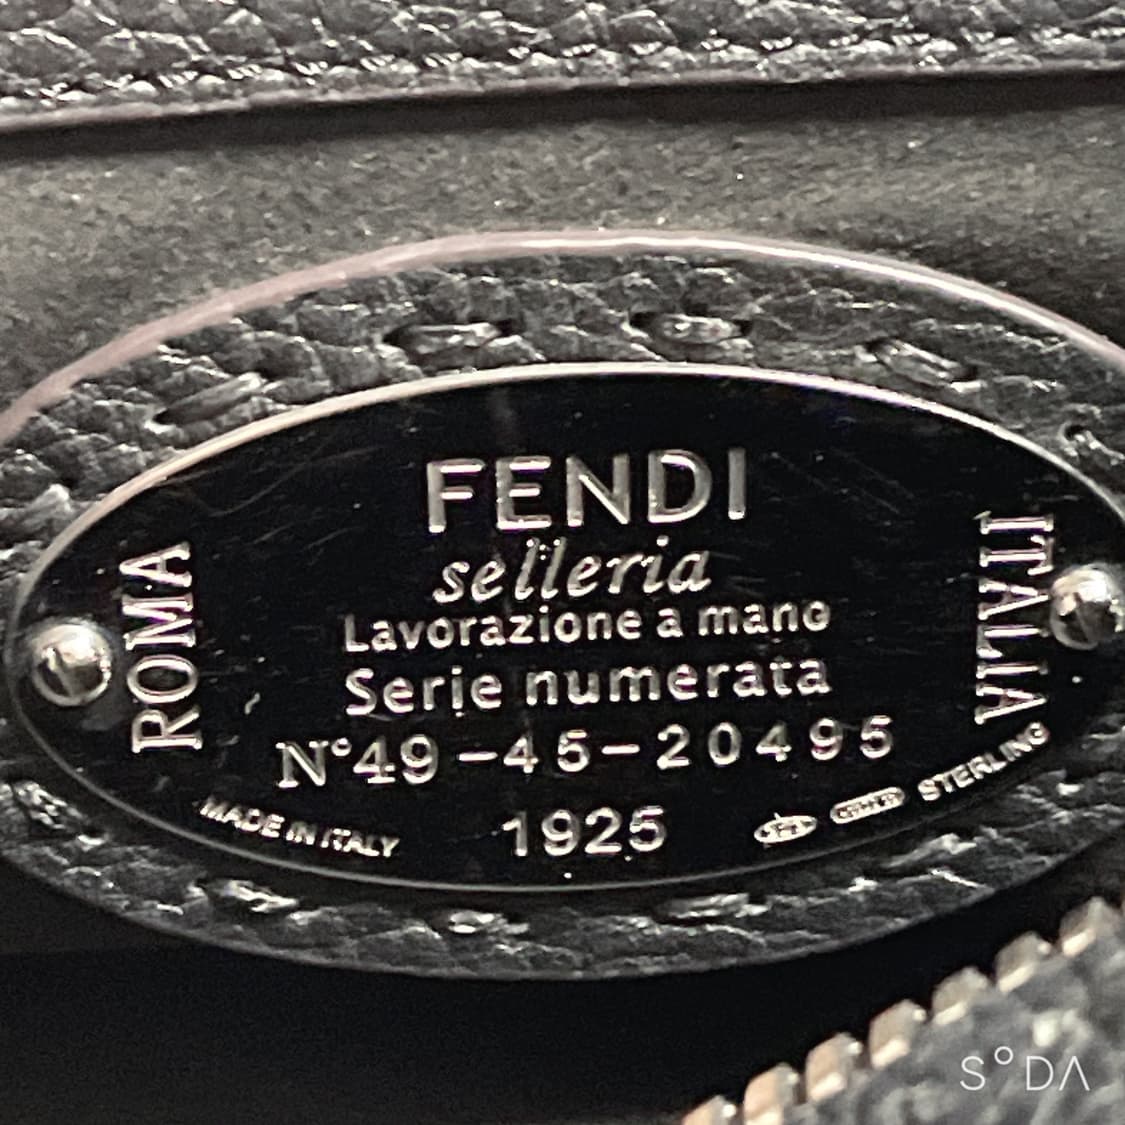 FENDI
selleria
Lavorazione a mano
Serie numerata
N°49-45-20495
1925
ROMA
ITALIA
MADE IN ITALY
STERLING
S°DA